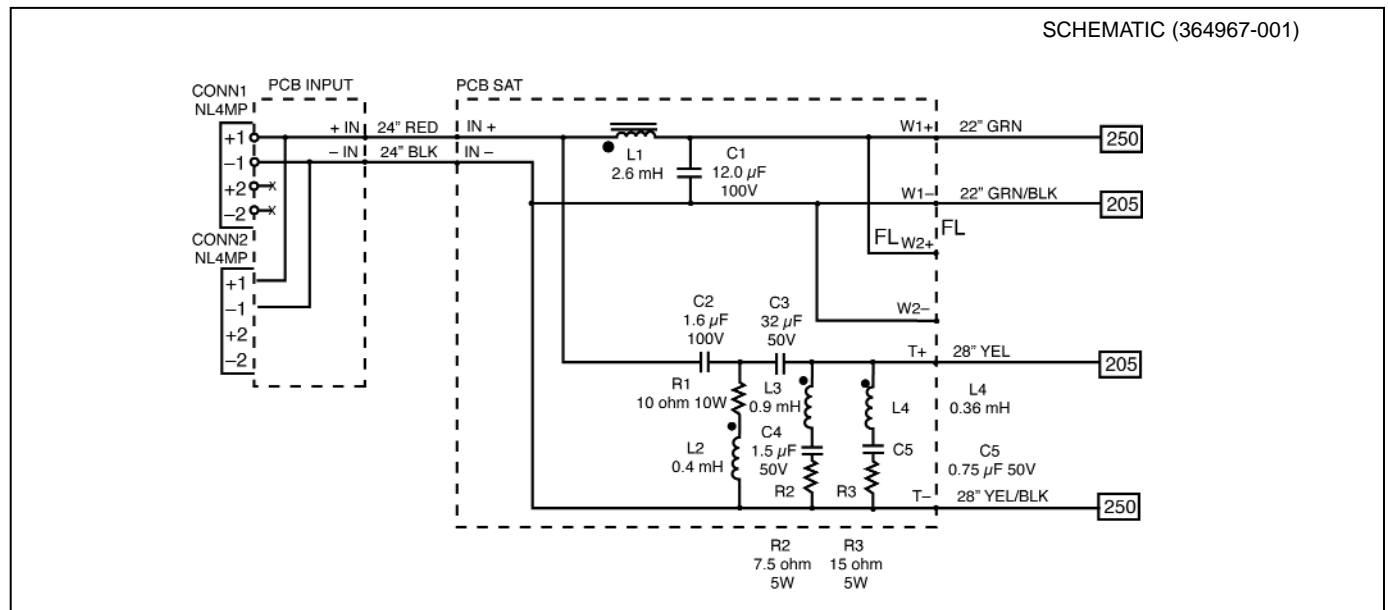 SCHEMATIC (364967-001)
CONN1
NL4MP
PCB INPUT
PCB SAT
+1
−1
+2
−2
+ IN
24” RED
IN +
− IN
24” BLK
IN −
L1
2.6 mH
C1
12.0 µF
100V
W1+
22” GRN
250
W1−
22” GRN/BLK
205
FL
W2+
FL
W2−
CONN2
NL4MP
+1
−1
+2
−2
C2
1.6 µF
100V
C3
32 µF
50V
T+
28” YEL
205
R1
10 ohm 10W
L3
0.9 mH
L4
L4
0.36 mH
L2
0.4 mH
C4
1.5 µF
50V
C5
C5
0.75 µF 50V
R2
R3
T−
28” YEL/BLK
250
R2
7.5 ohm
5W
R3
15 ohm
5W